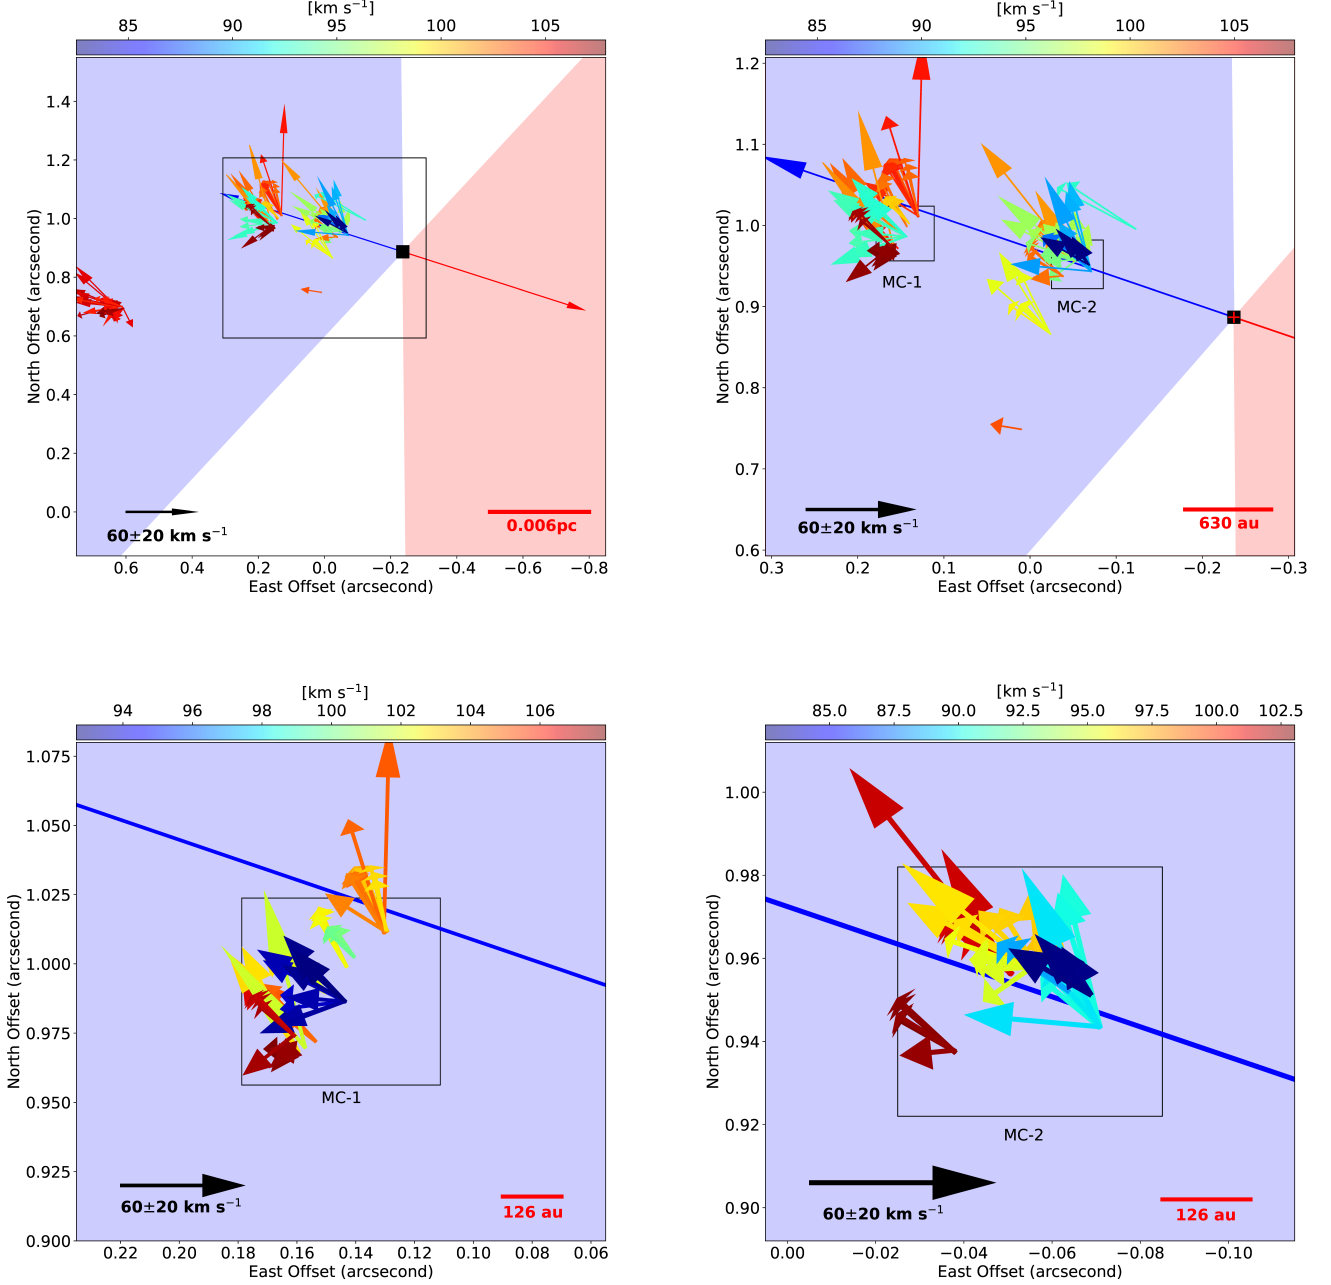 [km s⁻¹]
85 90 95 100 105
1.4
1.2
1.0
0.8
0.6
0.4
0.2
0.0
North Offset (arcsecond)
60±20 km s⁻¹
0.006pc
0.6 0.4 0.2 0.0 −0.2 −0.4 −0.6 −0.8
East Offset (arcsecond)
[km s⁻¹]
85 90 95 100 105
1.2
1.1
1.0
0.9
0.8
0.7
0.6
North Offset (arcsecond)
MC-1
MC-2
60±20 km s⁻¹
630 au
0.3 0.2 0.1 0.0 −0.1 −0.2 −0.3
East Offset (arcsecond)
[km s⁻¹]
94 96 98 100 102 104 106
1.075
1.050
1.025
1.000
0.975
0.950
0.925
0.900
North Offset (arcsecond)
MC-1
60±20 km s⁻¹
126 au
0.22 0.20 0.18 0.16 0.14 0.12 0.10 0.08 0.06
East Offset (arcsecond)
[km s⁻¹]
85.0 87.5 90.0 92.5 95.0 97.5 100.0 102.5
1.00
0.98
0.96
0.94
0.92
0.90
North Offset (arcsecond)
MC-2
60±20 km s⁻¹
126 au
0.00 −0.02 −0.04 −0.06 −0.08 −0.10
East Offset (arcsecond)